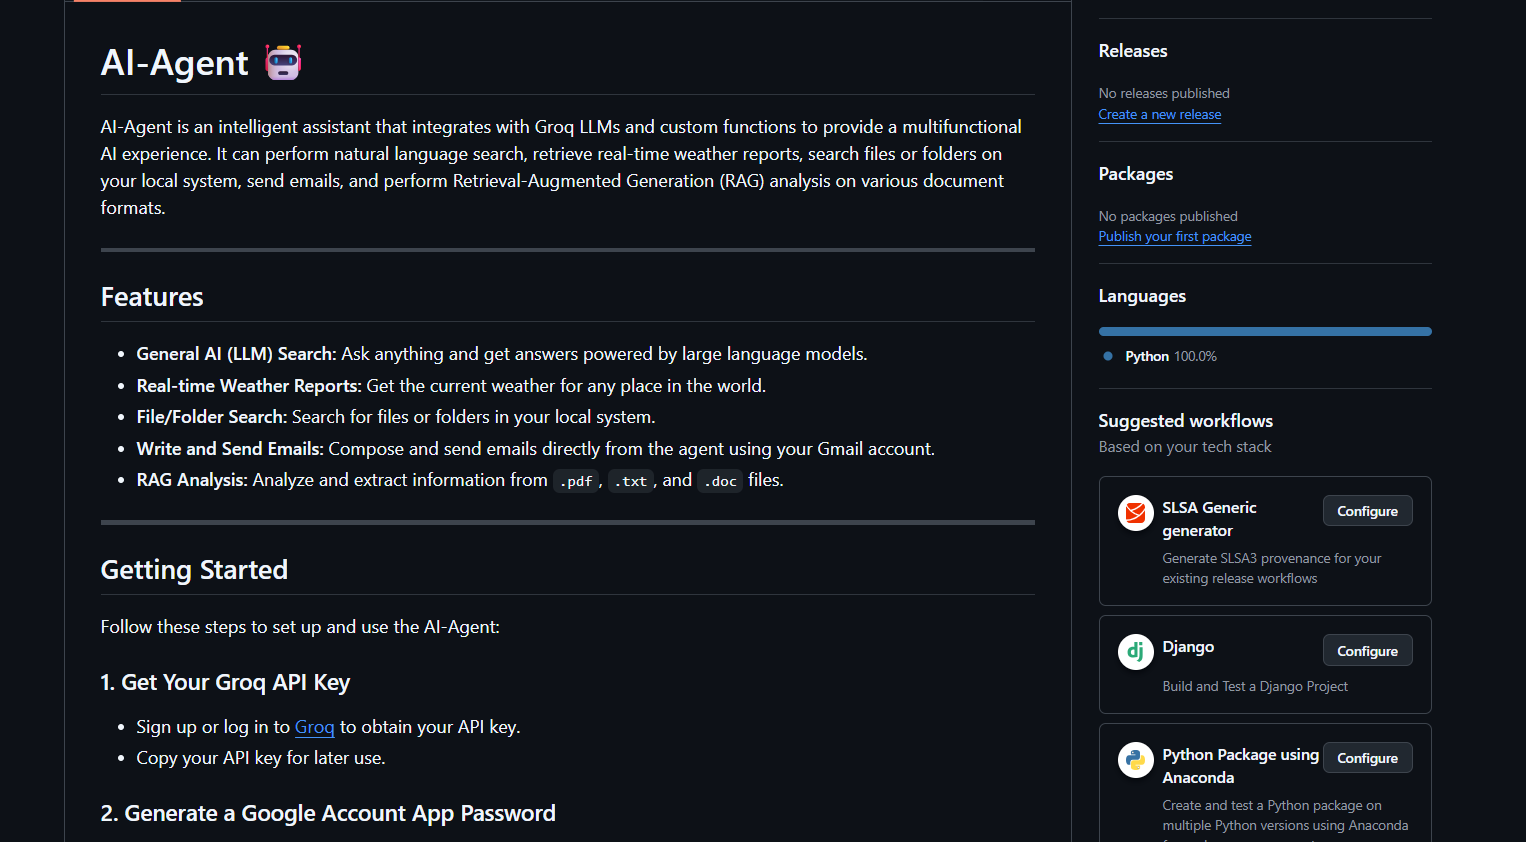 AI-Agent
AI-Agent is an intelligent assistant that integrates with Groq LLMs and custom functions to provide a multifunctional
AI experience. It can perform natural language search, retrieve real-time weather reports, search files or folders on
your local system, send emails, and perform Retrieval-Augmented Generation (RAG) analysis on various document
formats.
Features
• General AI (LLM) Search: Ask anything and get answers powered by large language models.
• Real-time Weather Reports: Get the current weather for any place in the world.
• File/Folder Search: Search for files or folders in your local system.
• Write and Send Emails: Compose and send emails directly from the agent using your Gmail account.
• RAG Analysis: Analyze and extract information from .pdf, .txt, and .doc files.
Getting Started
Follow these steps to set up and use the AI-Agent:
1. Get Your Groq API Key
• Sign up or log in to Groq to obtain your API key.
• Copy your API key for later use.
2. Generate a Google Account App Password
Releases
No releases published
Create a new release
Packages
No packages published
Publish your first package
Languages
Python 100.0%
Suggested workflows
Based on your tech stack
SLSA Generic
generator
Configure
Generate SLSA3 provenance for your
existing release workflows
dj
Django
Configure
Build and Test a Django Project
Python Package using
Anaconda
Configure
Create and test a Python package on
multiple Python versions using Anaconda